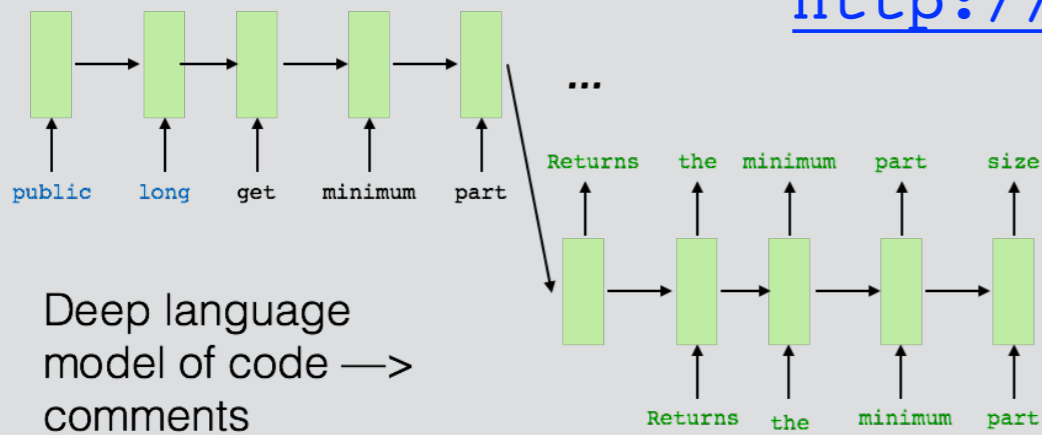 http://
...
public long get minimum part
Returns the minimum part size
Deep language
model of code —>
comments
Returns the minimum part